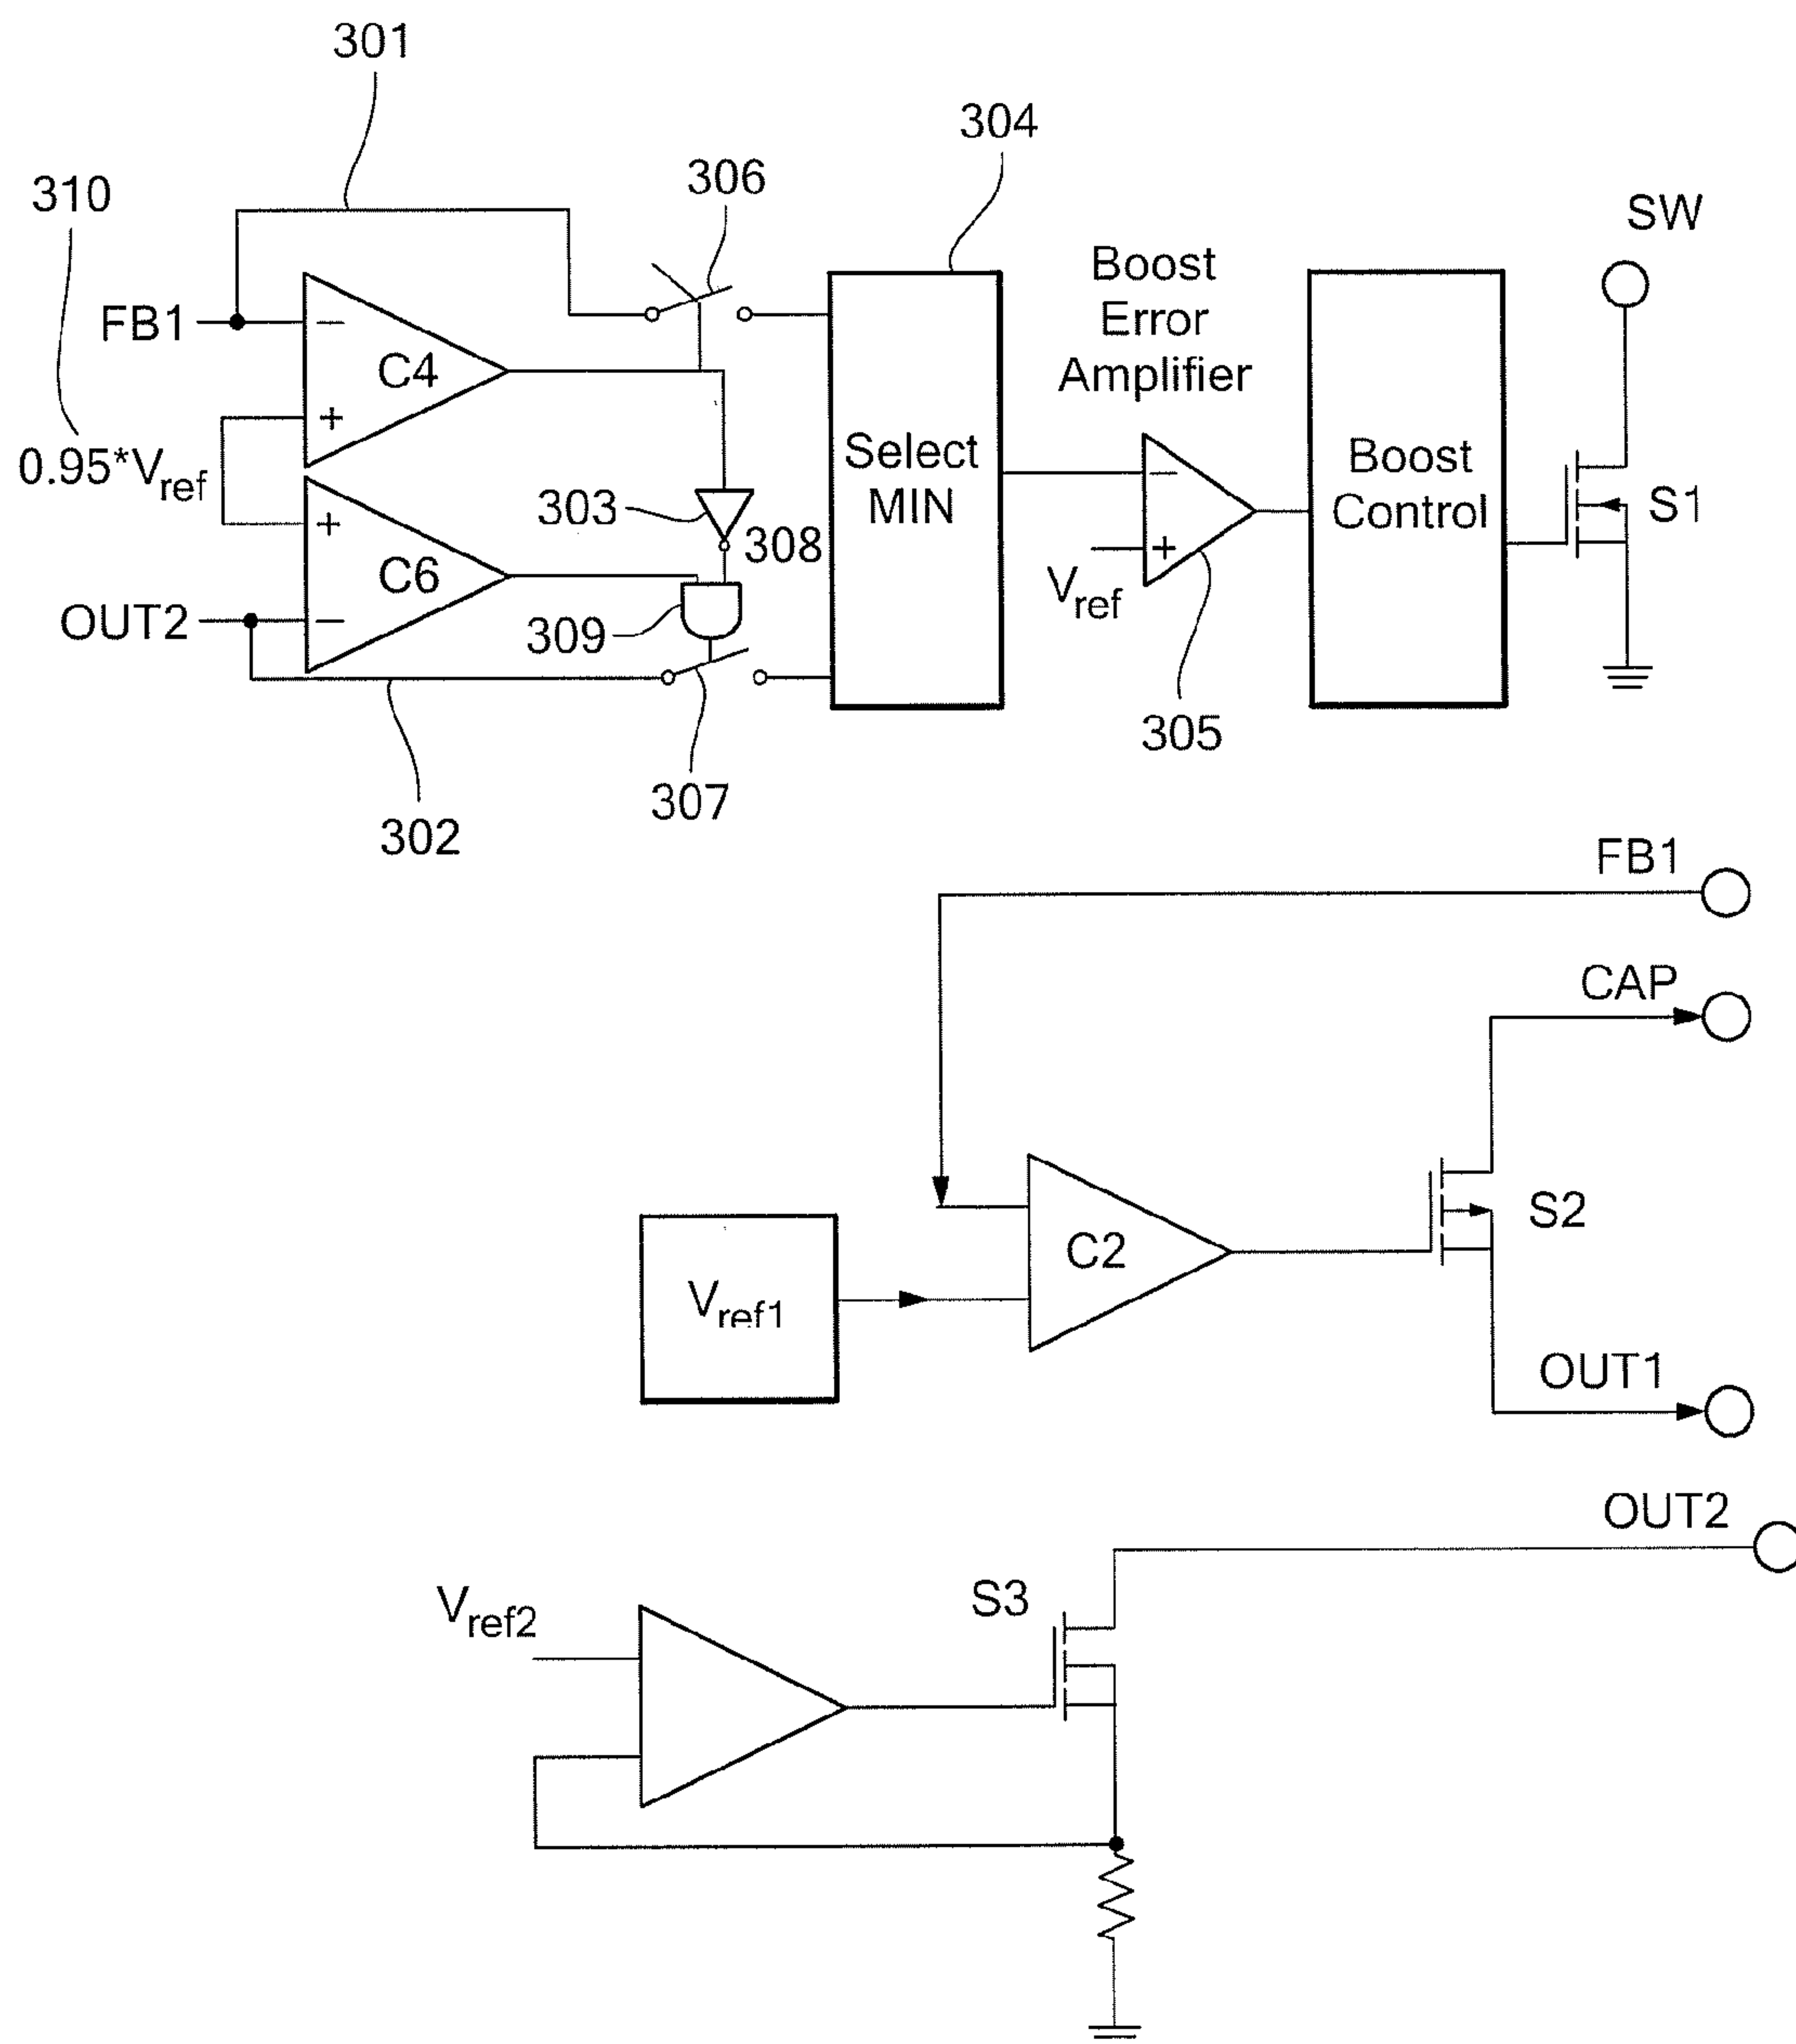 301
304
306
310
SW
Boost
Error
Amplifier
FB1
−
C4
+
0.95*Vref
Select
MIN
−
+
Vref
Boost
Control
S1
303
308
+
C6
−
OUT2
309
305
307
302
FB1
CAP
C2
S2
Vref1
OUT1
OUT2
S3
Vref2